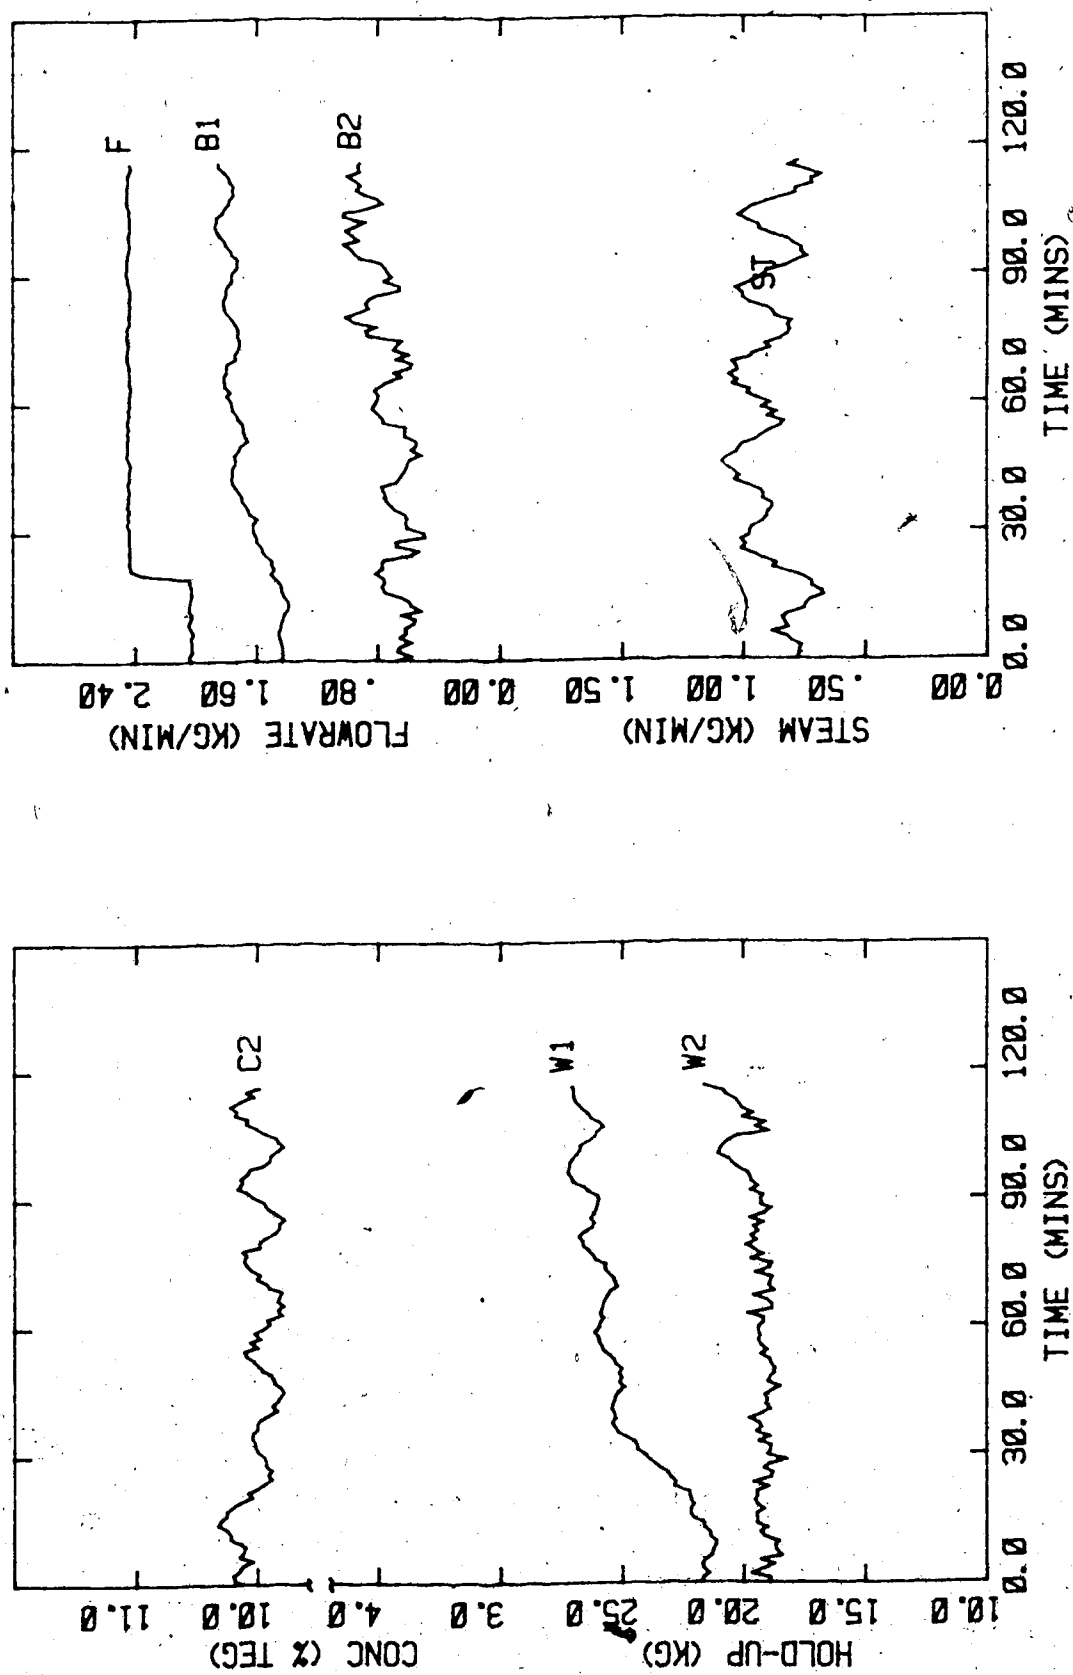 F
B1
B2
ST
2.40
1.60
.80
0.00
FLOWRATE (KG/MIN)
1.50
1.00
.50
0.00
STEAM (KG/MIN)
0.0 30.0 60.0 90.0 120.0
TIME (MINS)
C2
W1
W2
11.0
10.0
4.0
3.0
CONC (% TEG)
25.0
20.0
15.0
10.0
HOLD-UP (KG)
0.0 30.0 60.0 90.0 120.0
TIME (MINS)